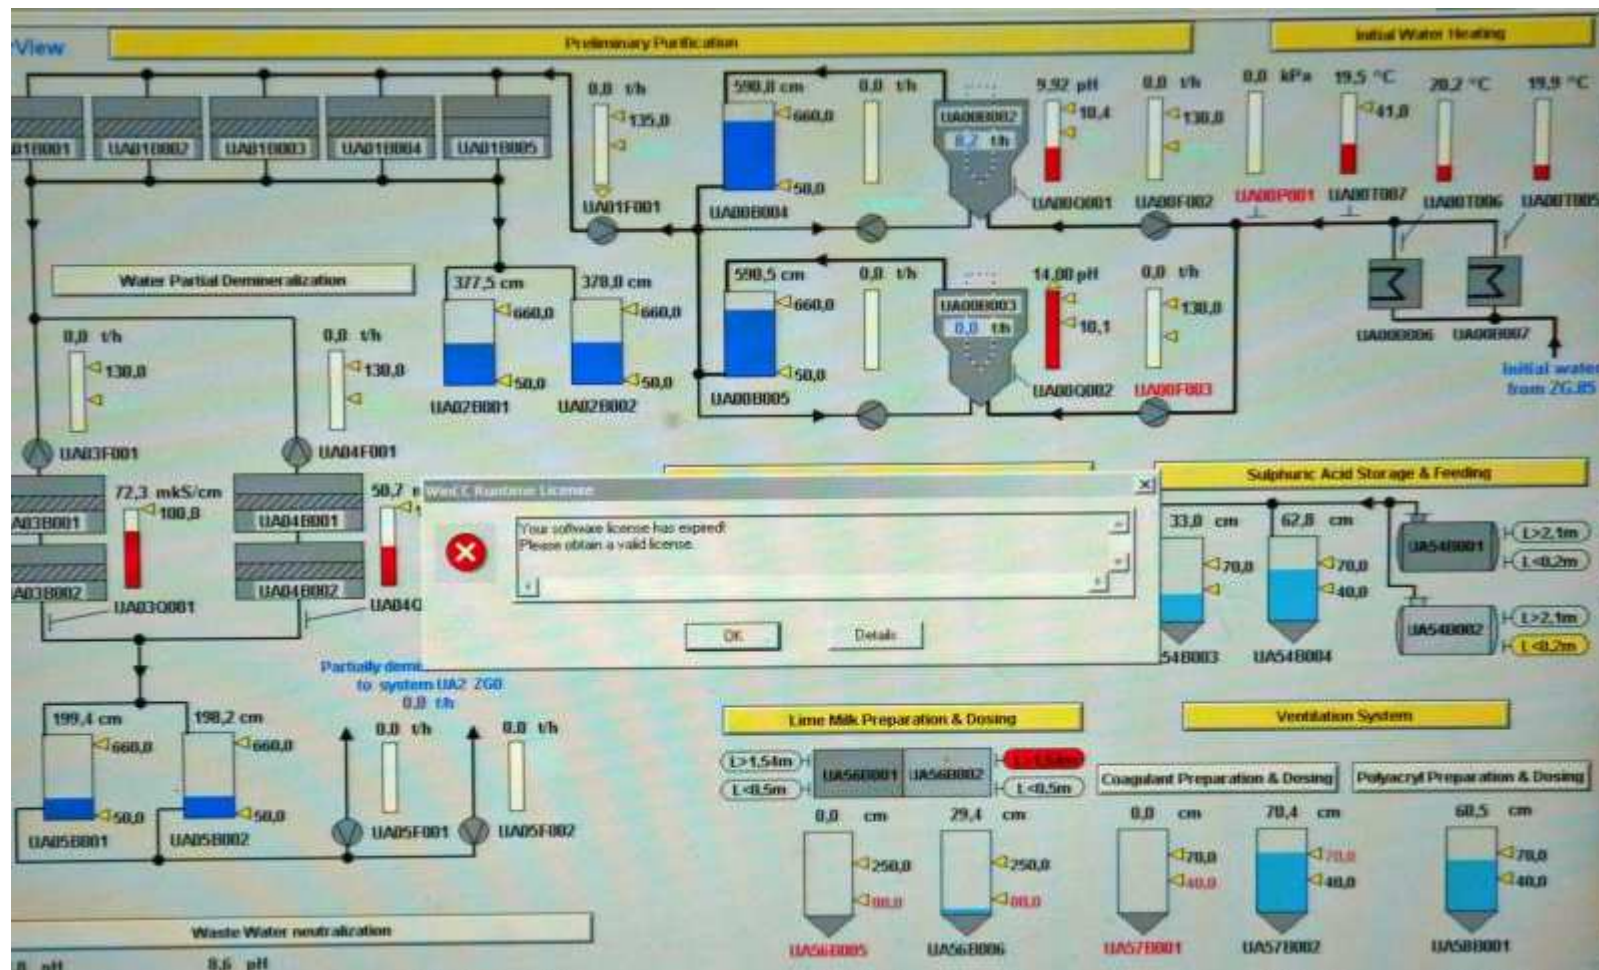 View
Preliminary Purification
Initial Water Heating
0,0 t/h
590,0 cm
0,0 t/h
9,92 pH
0,0 t/h
0,0 kPa
19,5 °C
20,2 °C
19,9 °C
135,0
660,0
UA00B002
10,4
130,0
41,0
UA01B002
UA01B003
UA01B004
UA01B005
t/h
50,0
UA01F001
UA00B004
UA00Q001
UA00F002
UA00P001
UA00T007
UA00T006
UA00T005
Water Partial Demineralization
377,5 cm
378,0 cm
590,5 cm
0,0 t/h
14,00 pH
0,0 t/h
660,0
660,0
660,0
UA00B003
0,0 t/h
10,1
130,0
0,0 t/h
0,0 t/h
130,0
130,0
50,0
50,0
50,0
UA02B001
UA02B002
UA00B005
UA00Q002
UA00F003
UA00B007
Initial water
from ZG.85
UA03F001
UA04F001
Sulphuric Acid Storage & Feeding
72,3 mkS/cm
50,7
WinCC Runtime License
100,0
Your software license has expired!
Please obtain a valid license.
OK
Details
33,0 cm
62,8 cm
70,0
70,0
40,0
UA54B001
L>2,1m
L<0,2m
UA54B002
L>2,1m
L<0,2m
UA03B001
UA04B001
UA03B002
UA04B002
UA03Q001
UA04Q
54B003
UA54B004
Partially demi
to system UA2 ZG0
0,0 t/h
199,4 cm
198,2 cm
0,0 t/h
0,0 t/h
660,0
660,0
50,0
50,0
UA05B001
UA05B002
UA05F001
UA05F002
Lime Milk Preparation & Dosing
Ventilation System
L>1,54m
L<0,5m
UA56B001
UA56B002
L<0,5m
Coagulant Preparation & Dosing
Polyacryl Preparation & Dosing
0,0 cm
29,4 cm
0,0 cm
70,4 cm
60,5 cm
250,0
250,0
70,0
70,0
70,0
40,0
40,0
40,0
UA56B005
UA56B006
UA57B001
UA57B002
UA58B001
Waste Water neutralization
8,6 pH